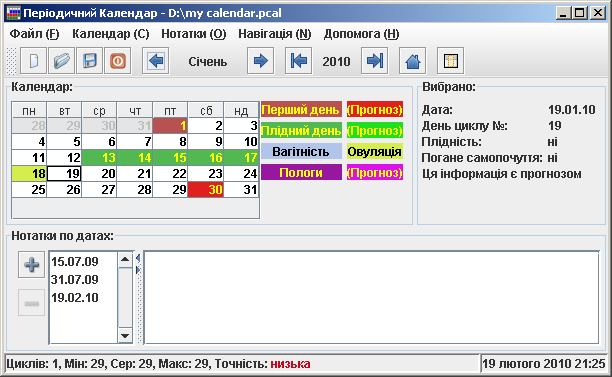 Періодичний Календар - D:\my calendar.pcal
Файл (F) Календар (C) Нотатки (O) Навігація (N) Допомога (H)
Січень 2010
Календар:
пн вт ср чт пт сб нд
28 29 30 31 1 2 3
4 5 6 7 8 9 10
11 12 13 14 15 16 17
18 19 20 21 22 23 24
25 26 27 28 29 30 31
Перший день (Прогноз)
Плідний день (Прогноз)
Вагітність Овуляція
Пологи (Прогноз)
Вибрано:
Дата: 19.01.10
День циклу №: 19
Плідність: ні
Погане самопочуття: ні
Ця інформація є прогнозом
Нотатки по датах:
15.07.09
31.07.09
19.02.10
Циклів: 1, Мін: 29, Сер: 29, Макс: 29, Точність: низька
19 лютого 2010 21:25